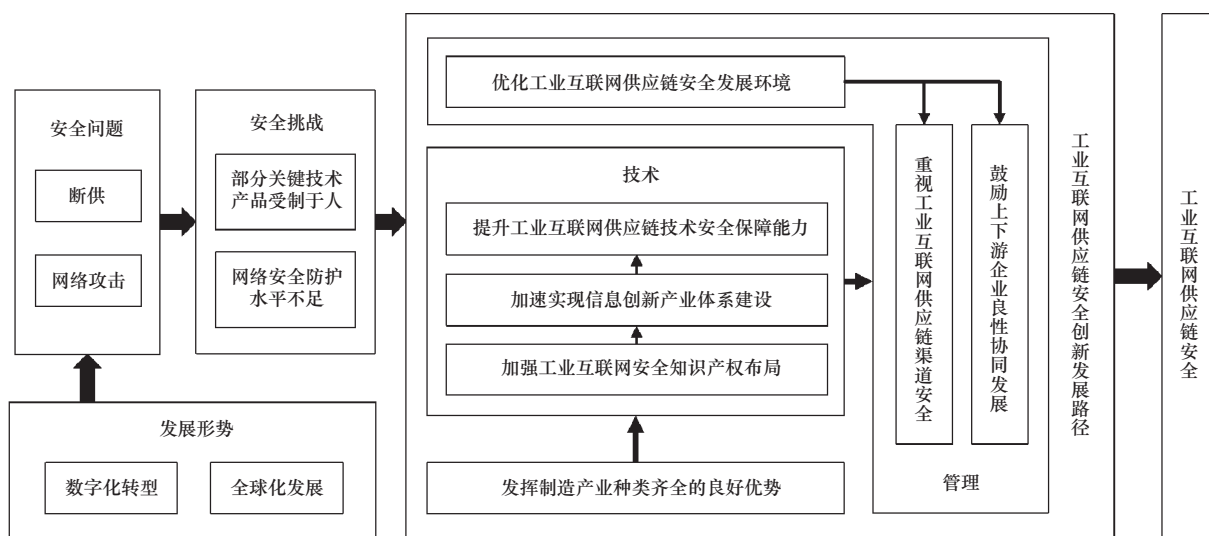 安全问题
断供
网络攻击
发展形势
数字化转型
全球化发展
安全挑战
部分关键技术
产品受制于人
网络安全防护
水平不足
优化工业互联网供应链安全发展环境
技术
提升工业互联网供应链技术安全保障能力
加速实现信息创新产业体系建设
加强工业互联网安全知识产权布局
发挥制造产业种类齐全的良好优势
重视工业互联网供应链渠道安全
鼓励上下游企业良性协同发展
管理
工业互联网供应链安全创新发展路径
工业互联网供应链安全